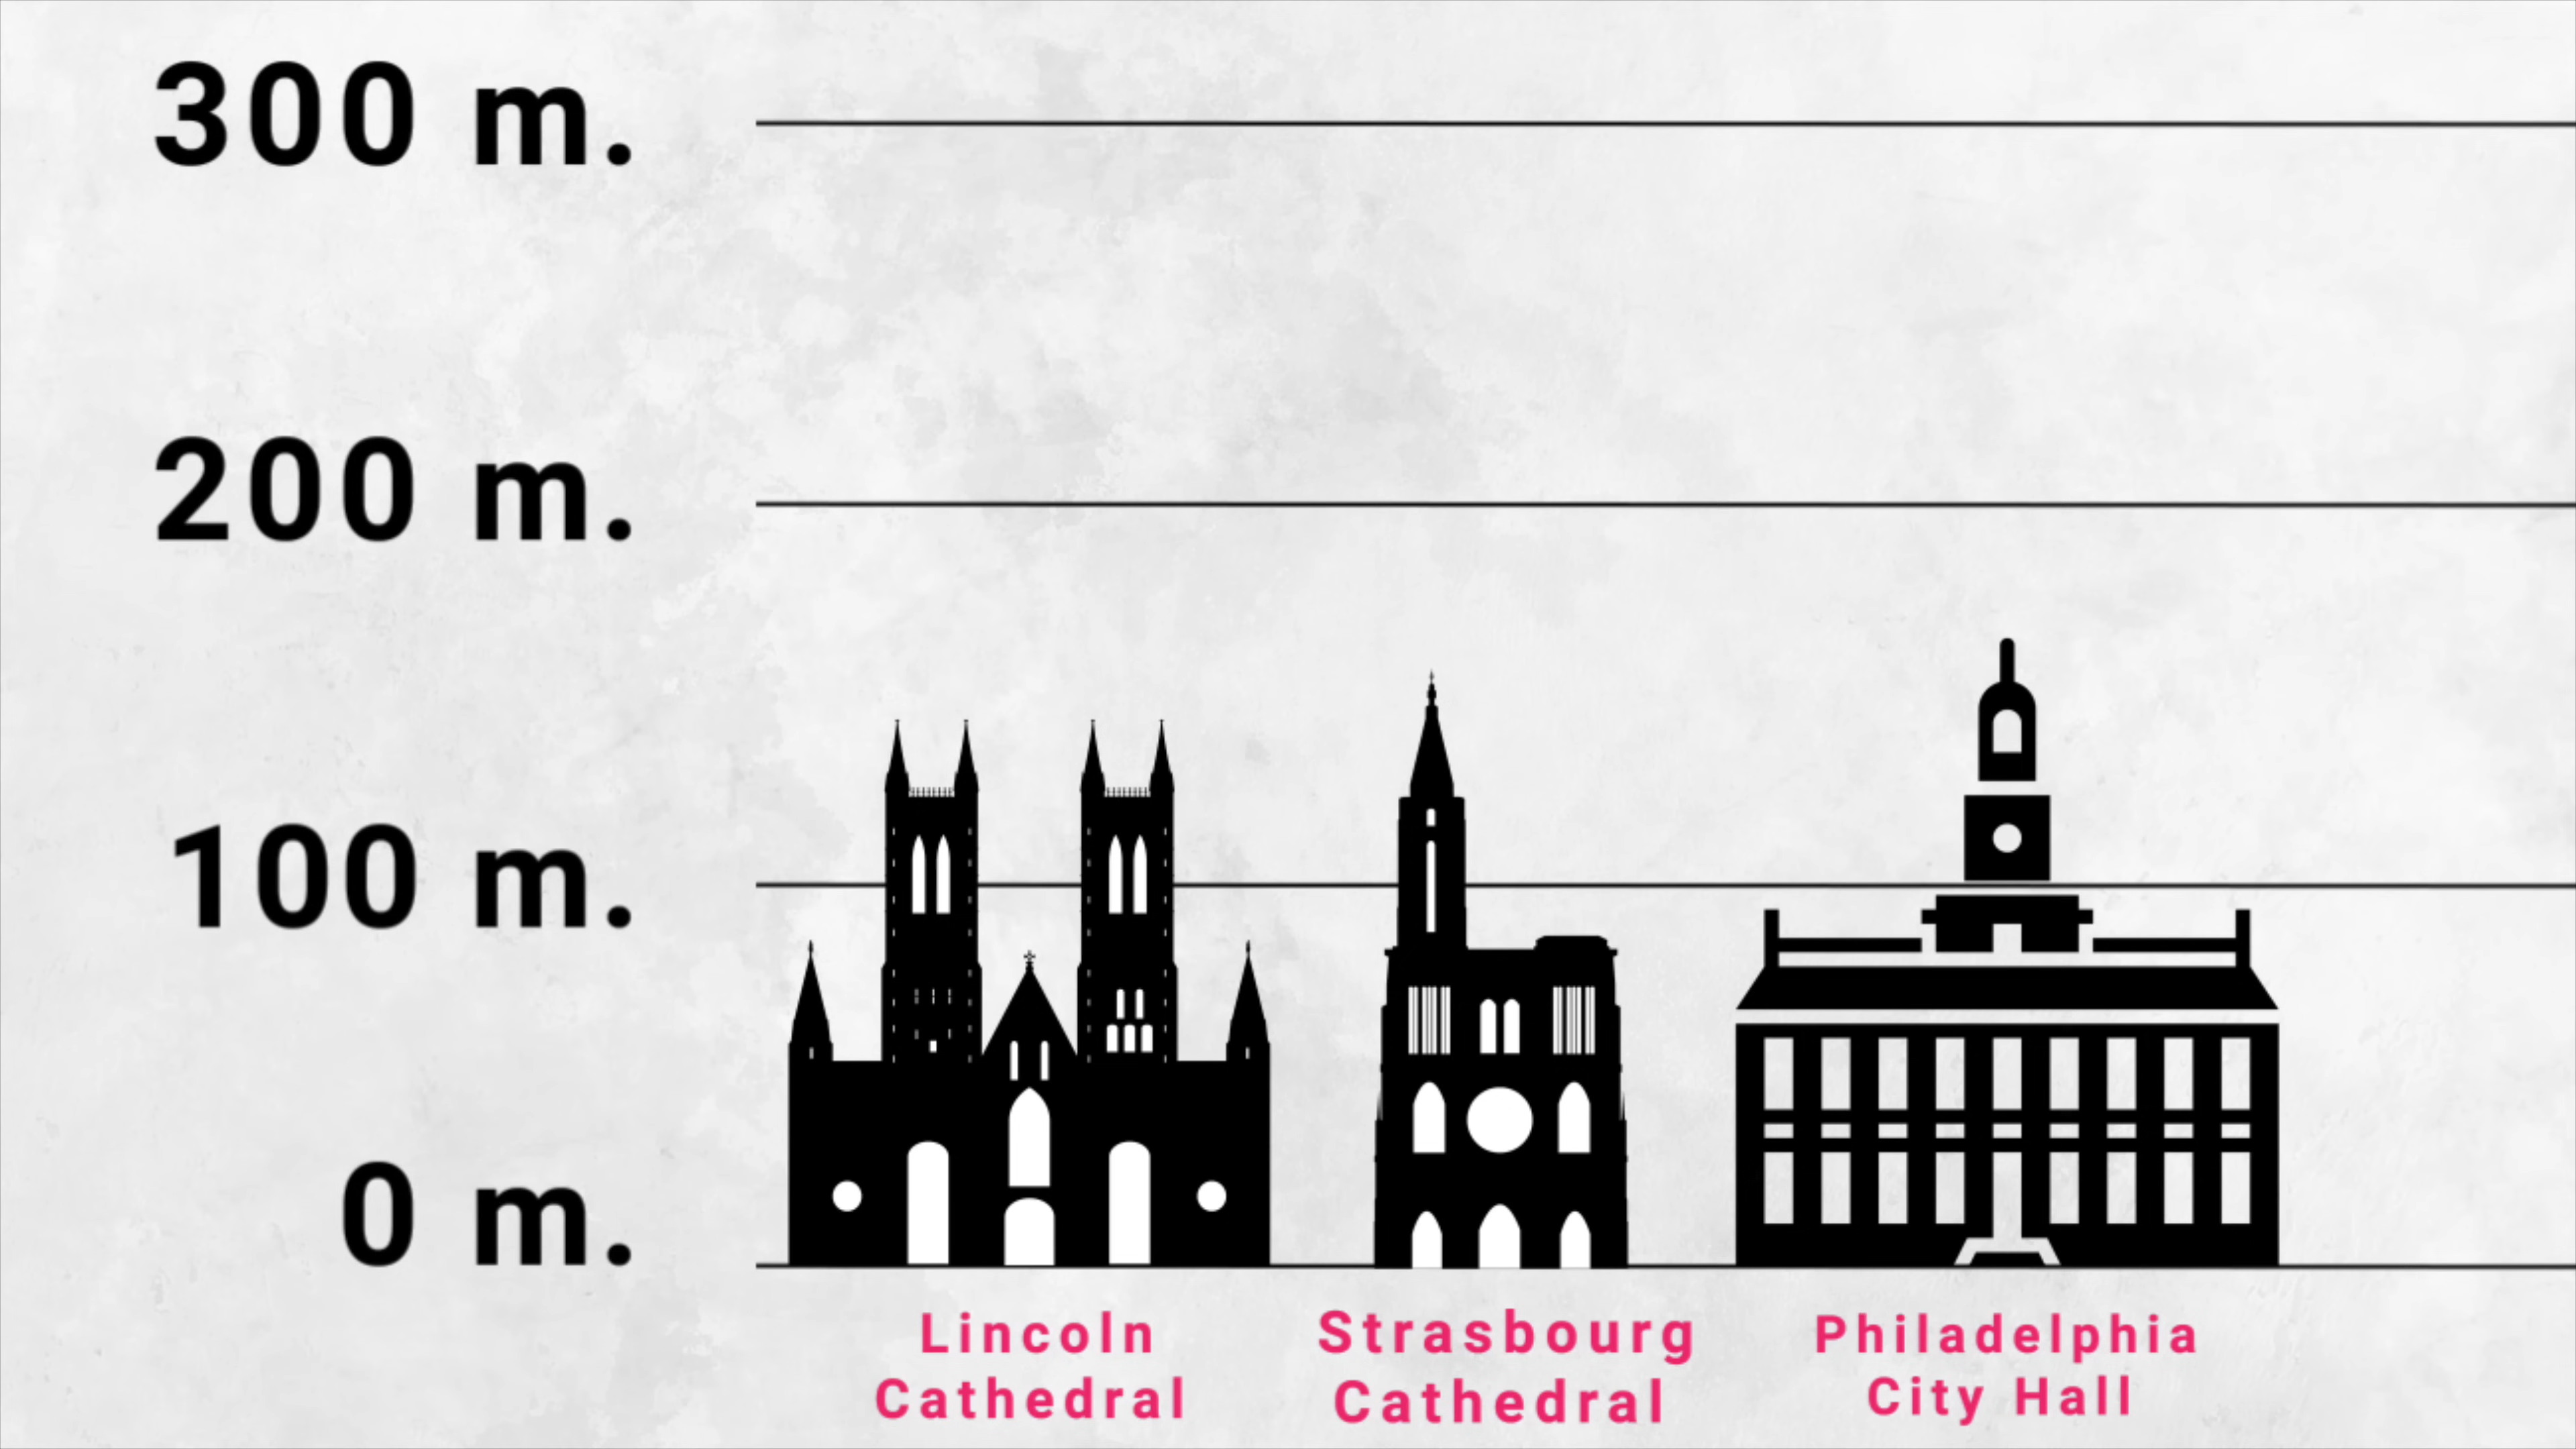 300 m.
200 m.
100 m.
0 m.
Lincoln
Cathedral
Strasbourg
Cathedral
Philadelphia
City Hall